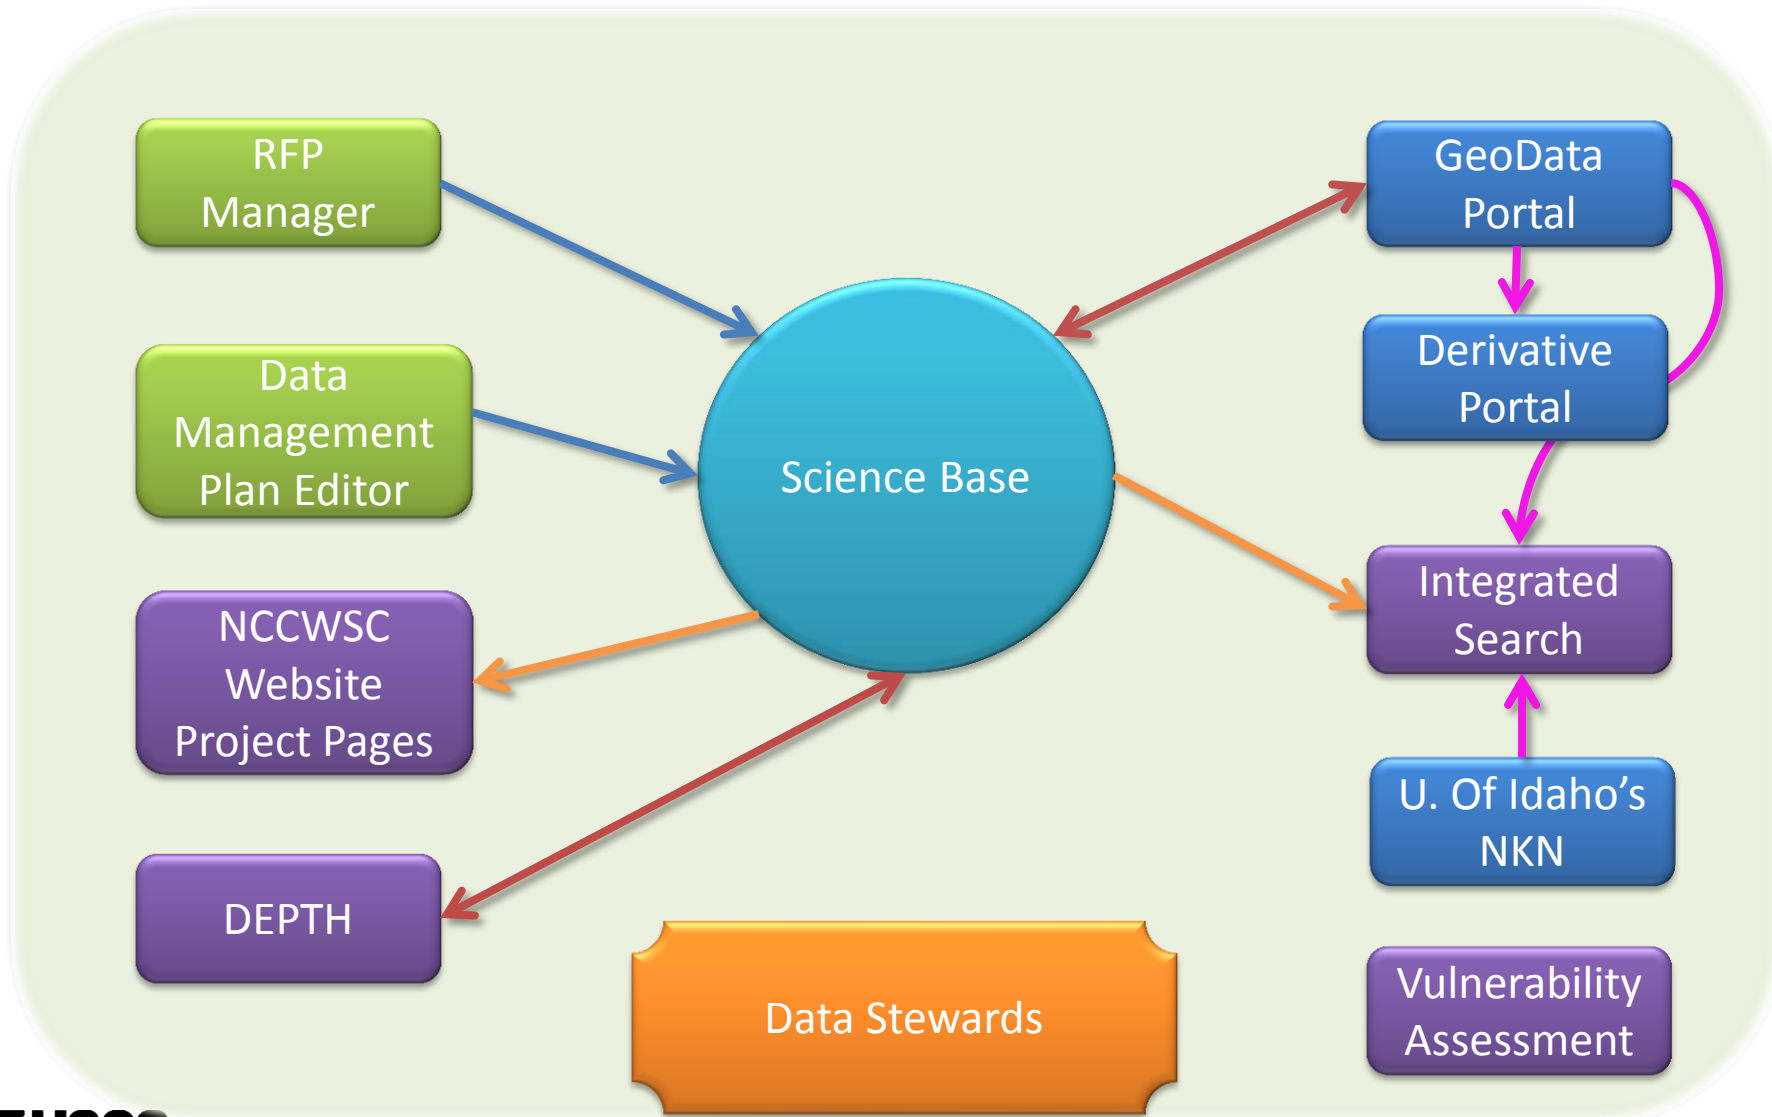 RFP
Manager
Data
Management
Plan Editor
NCCWSC
Website
Project Pages
DEPTH
Science Base
Data Stewards
GeoData
Portal
Derivative
Portal
Integrated
Search
U. Of Idaho’s
NKN
Vulnerability
Assessment